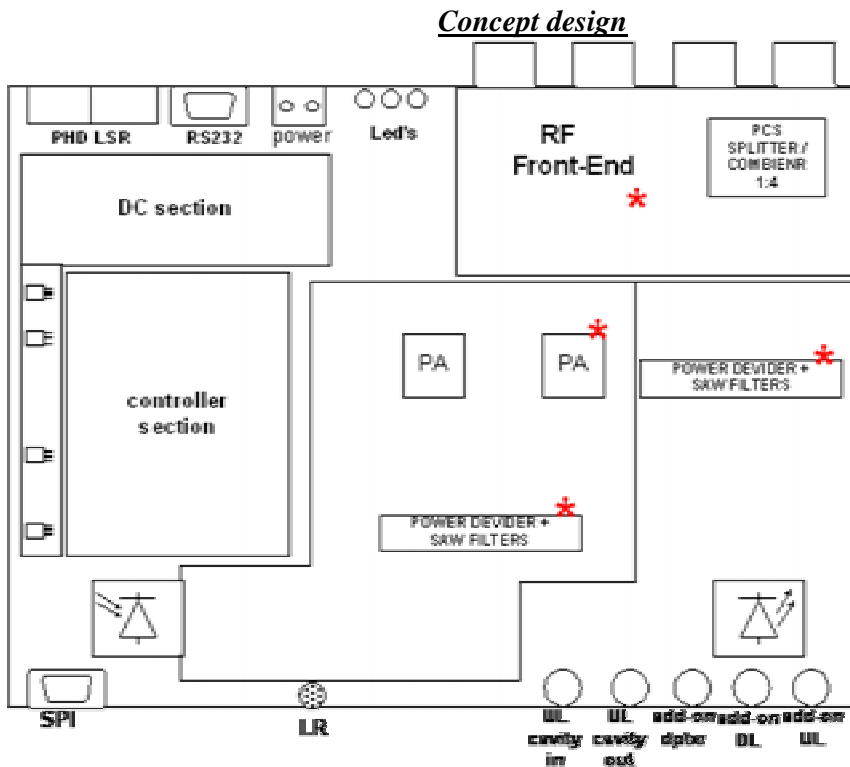 Concept design
PHD LSR
RS232
power
Led's
RF
Front-End
PCS
SPLITTER/
COMBIENR
1:4
DC section
PA
PA
POWER DEVIDER +
SAW FILTERS
controller
section
POWER DEVIDER +
SAW FILTERS
SPI
LR
UL
cavity
in
UL
cavity
out
add-on
add-on
DL
add-on
UL